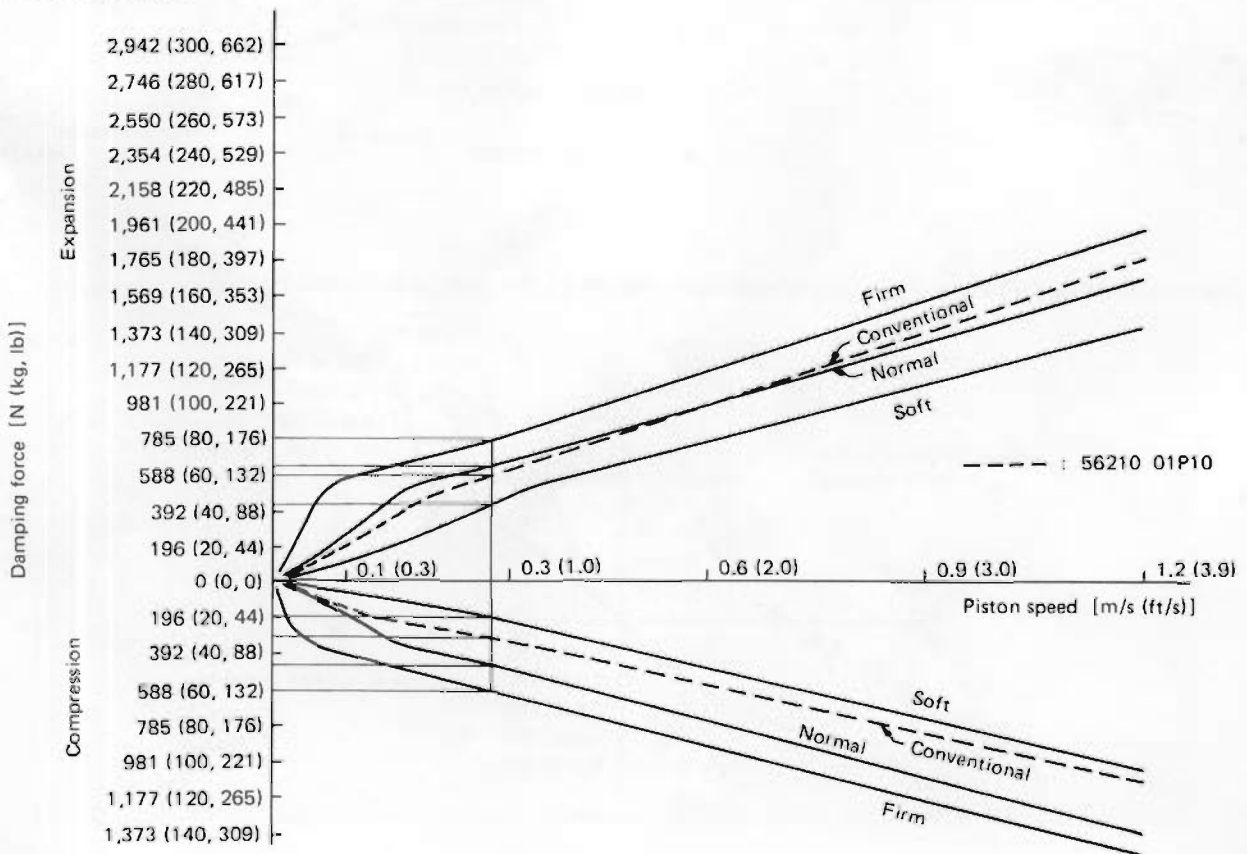 2,942 (300, 662)
2,746 (280, 617)
2,550 (260, 573)
2,354 (240, 529)
2,158 (220, 485)
1,961 (200, 441)
1,765 (180, 397)
1,569 (160, 353)
1,373 (140, 309)
1,177 (120, 265)
981 (100, 221)
785 (80, 176)
588 (60, 132)
392 (40, 88)
196 (20, 44)
0 (0, 0)
196 (20, 44)
392 (40, 88)
588 (60, 132)
785 (80, 176)
981 (100, 221)
1,177 (120, 265)
1,373 (140, 309)
Expansion
Compression
Damping force [N (kg, lb)]
Firm
Conventional
Normal
Soft
: 56210 01P10
0.1 (0.3)
0.3 (1.0)
0.6 (2.0)
0.9 (3.0)
1.2 (3.9)
Piston speed [m/s (ft/s)]
Soft
Normal
Conventional
Firm